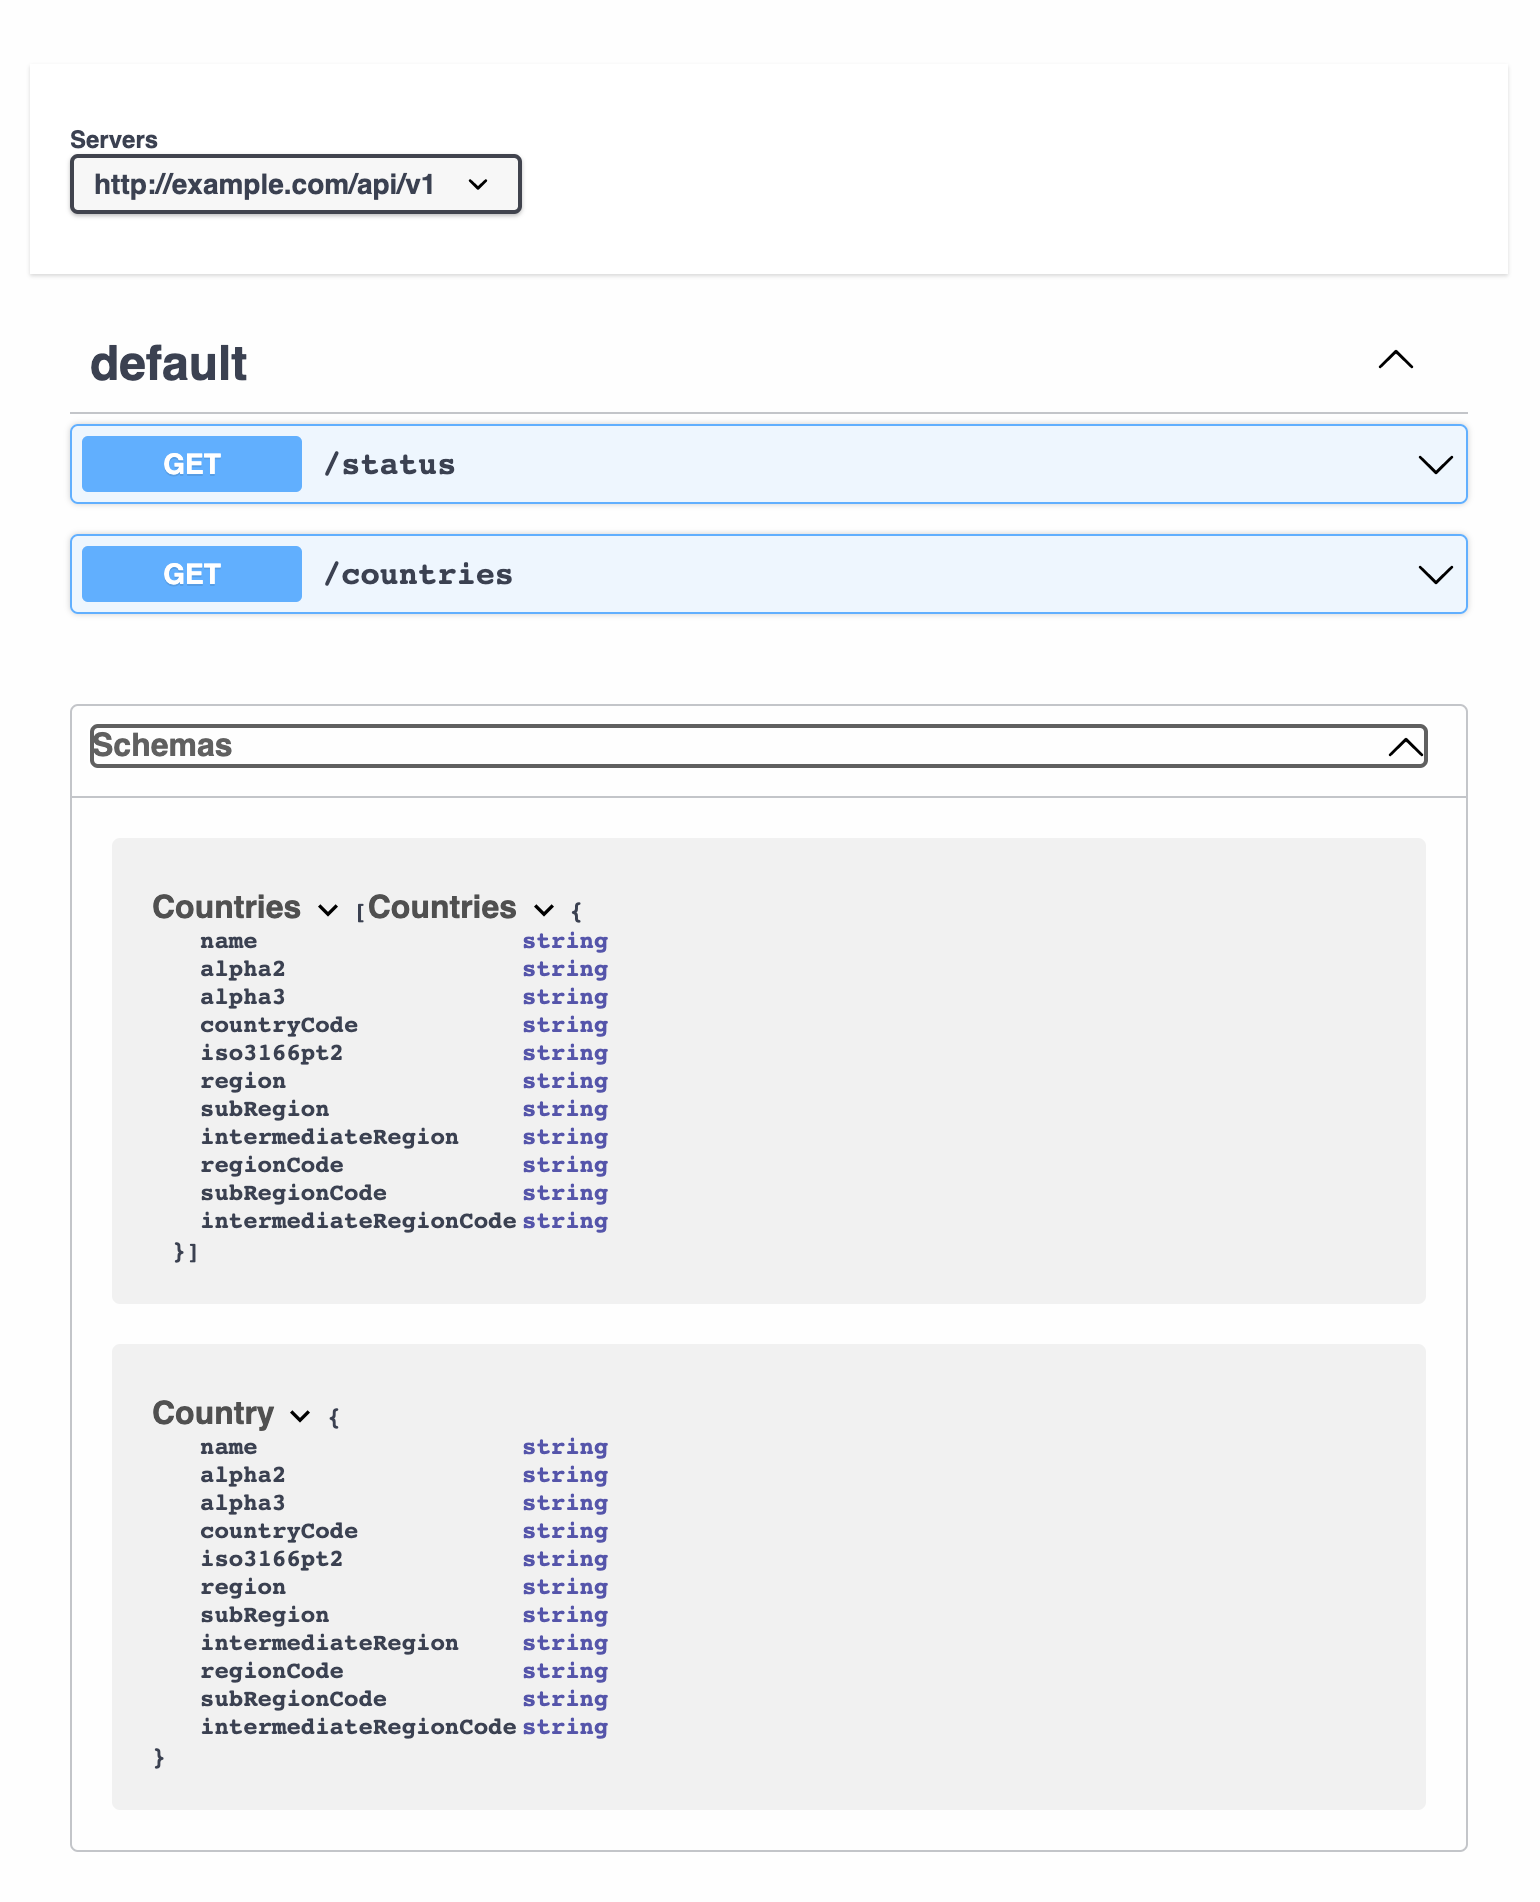 Servers
http://example.com/api/v1
default
GET /status
GET /countries
Schemas
Countries [Countries {
name string
alpha2 string
alpha3 string
countryCode string
iso3166pt2 string
region string
subRegion string
intermediateRegion string
regionCode string
subRegionCode string
intermediateRegionCode string
}]
Country {
name string
alpha2 string
alpha3 string
countryCode string
iso3166pt2 string
region string
subRegion string
intermediateRegion string
regionCode string
subRegionCode string
intermediateRegionCode string
}